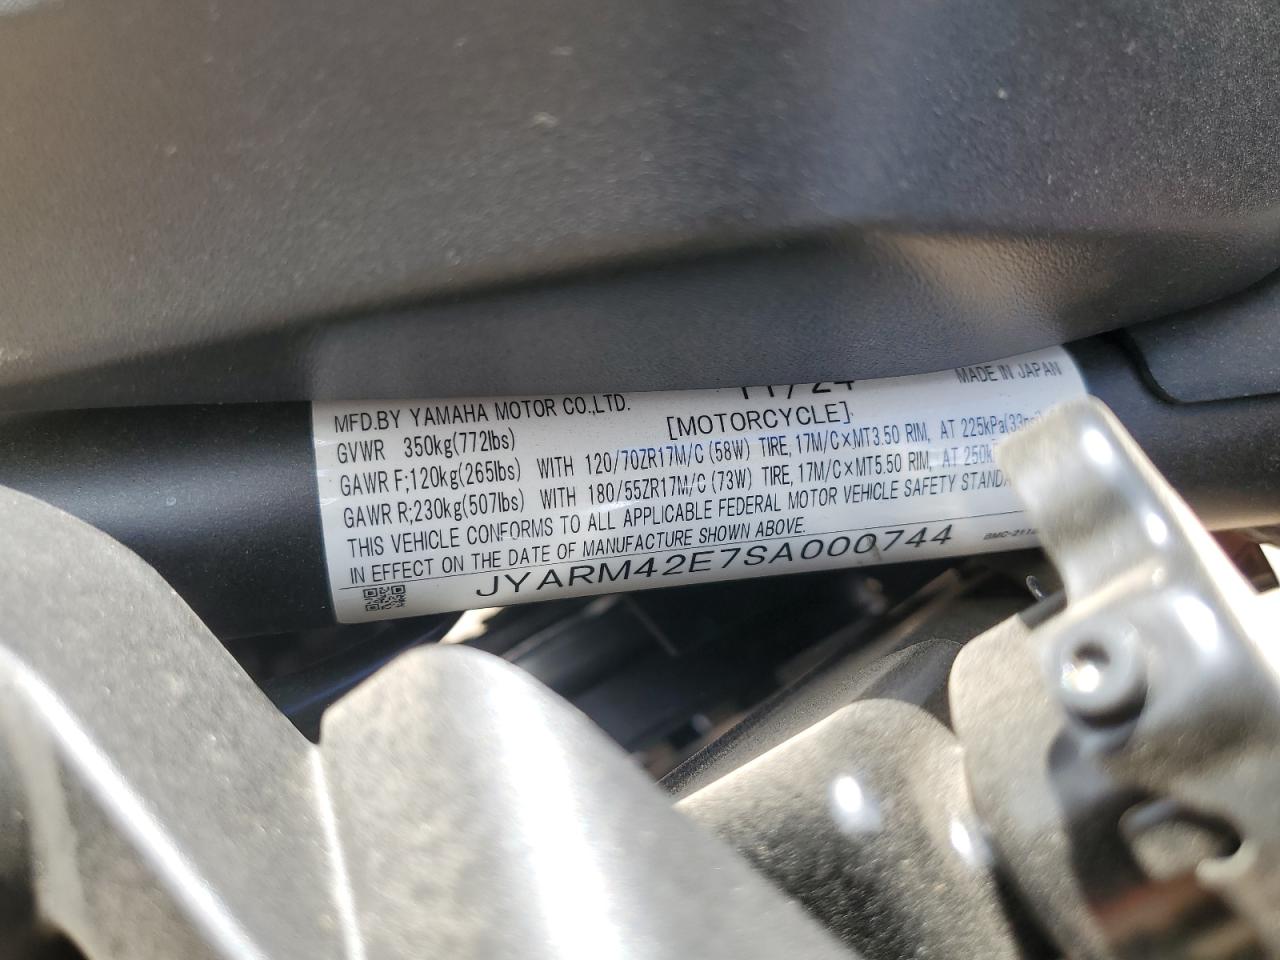 11/24
MADE IN JAPAN
MFD.BY YAMAHA MOTOR CO.,LTD.
[MOTORCYCLE]
GVWR 350kg(772lbs)
GAWR F;120kg(265lbs) WITH 120/70ZR17M/C (58W) TIRE, 17M/C×MT3.50 RIM, AT 225kPa(33psi)
GAWR R;230kg(507lbs) WITH 180/55ZR17M/C (73W) TIRE, 17M/C×MT5.50 RIM, AT
THIS VEHICLE CONFORMS TO ALL APPLICABLE FEDERAL MOTOR VEHICLE SAFETY
IN EFFECT ON THE DATE OF MANUFACTURE SHOWN ABOVE.
JYARM42E7SA000744